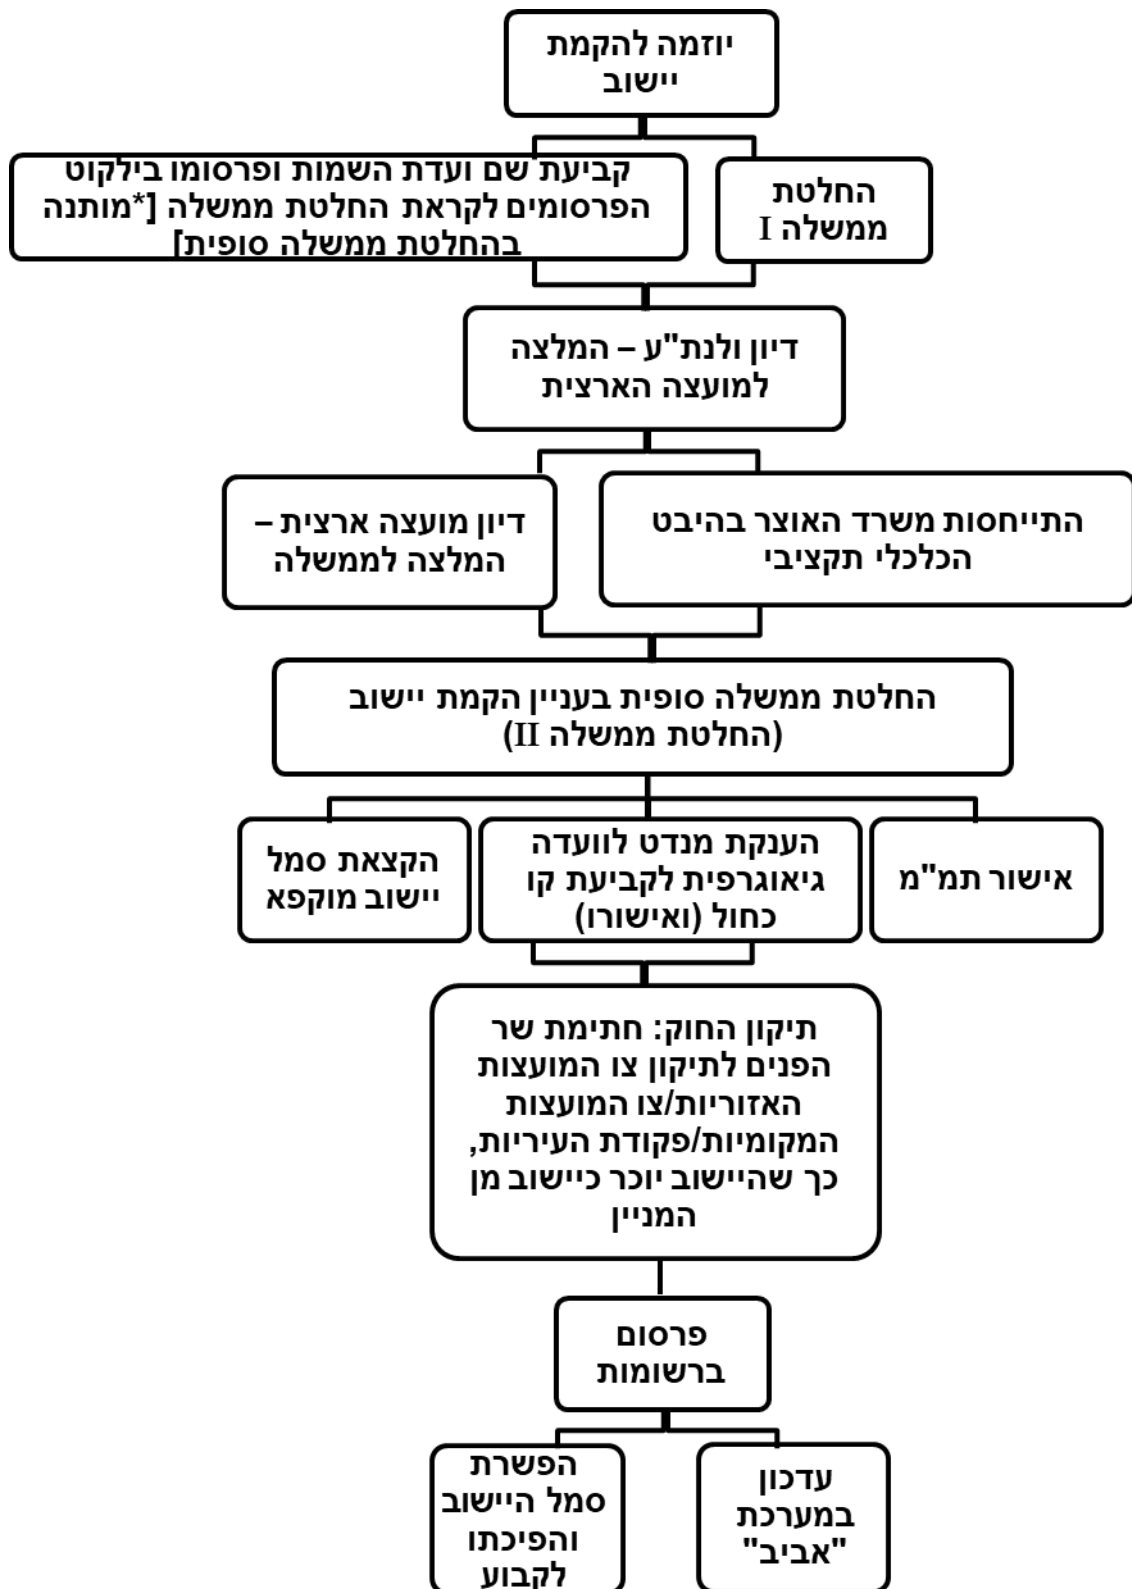 יוזמה להקמת
יישוב
החלטת
ממשלה I
קביעת שם ועדת השמות ופרסומו בילקוט
הפרסומים לקראת החלטת ממשלה [*מותנה
בהחלטת ממשלה סופית]
דיון ולנת"ע – המלצה
למועצה הארצית
התייחסות משרד האוצר בהיבט
הכלכלי תקציבי
דיון מועצה ארצית –
המלצה לממשלה
החלטת ממשלה סופית בעניין הקמת יישוב
(החלטת ממשלה II)
אישור תמ"מ
הענקת מנדט לוועדה
גיאוגרפית לקביעת קו
כחול (ואישורו)
הקצאת סמל
יישוב מוקפא
תיקון החוק: חתימת שר
הפנים לתיקון צו המועצות
האזוריות/צו המועצות
המקומיות/פקודת העיריות,
כך שהיישוב יוכר כיישוב מן
המניין
פרסום
ברשומות
עדכון
במערכת
"אביב"
הפשרת
סמל היישוב
והפיכתו
לקבוע